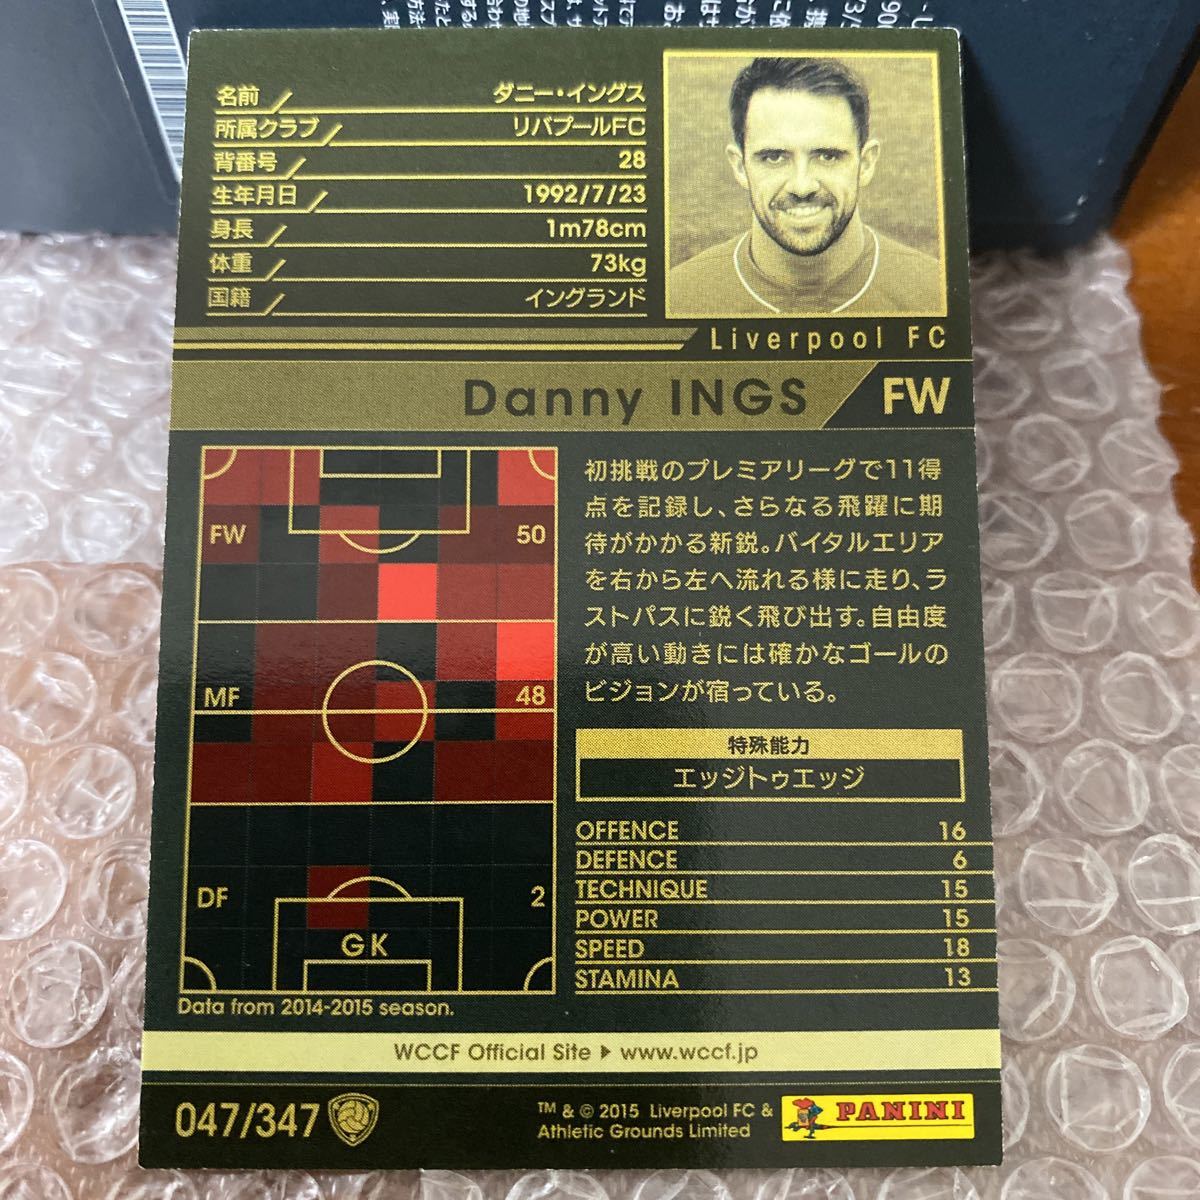 名前 ダニー・イングス
所属クラブ リバプールFC
背番号 28
生年月日 1992/7/23
身長 1m78cm
体重 73kg
国籍 イングランド
Liverpool FC
Danny INGS FW
FW 50
MF 48
DF 2
GK
Data from 2014-2015 season.
初挑戦のプレミアリーグで11得
点を記録し、さらなる飛躍に期
待がかかる新鋭。バイタルエリア
を右から左へ流れる様に走り、ラ
ストパスに鋭く飛び出す。自由度
が高い動きには確かなゴールの
ビジョンが宿っている。
特殊能力
エッジトゥエッジ
OFFENCE 16
DEFENCE 6
TECHNIQUE 15
POWER 15
SPEED 18
STAMINA 13
WCCF Official Site ▶ www.wccf.jp
047/347
TM & © 2015 Liverpool FC &
Athletic Grounds Limited
PANINI